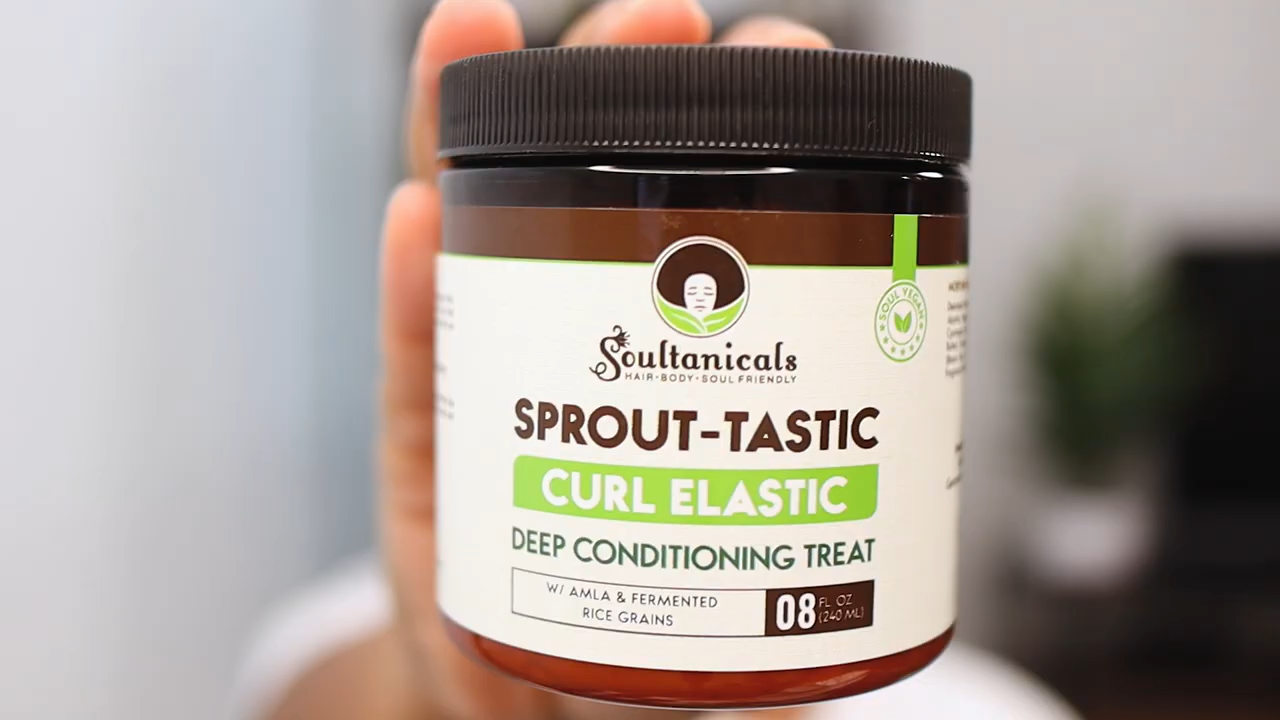 SOUL VEGAN
Soultanicals
HAIR•BODY•SOUL FRIENDLY
SPROUT-TASTIC
CURL ELASTIC
DEEP CONDITIONING TREAT
W/ AMLA & FERMENTED
RICE GRAINS
08 FL OZ
(240 ML)